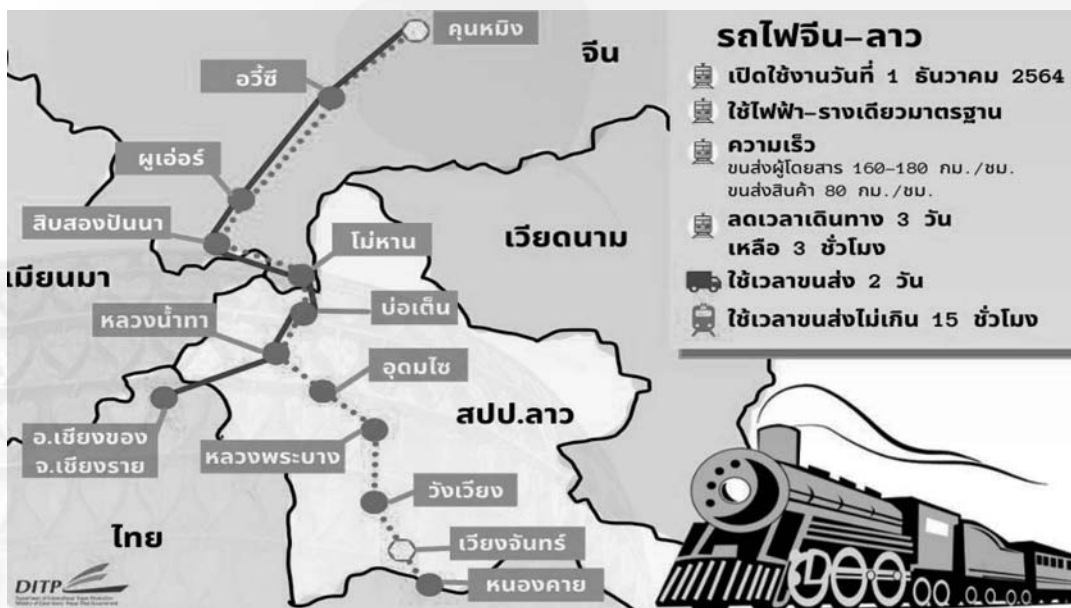 คุนหมิง
จีน
อวี้ซี
ผูเอ่อร์
สิบสองปันนา
โม่หาน
เวียดนาม
เมียนมา
บ่อเต็น
หลวงน้ำทา
อุดมไซ
สปป.ลาว
อ.เชียงของ
จ.เชียงราย
หลวงพระบาง
วังเวียง
ไทย
เวียงจันทร์
หนองคาย
DITP
รถไฟจีน-ลาว
เปิดใช้งานวันที่ 1 ธันวาคม 2564
ใช้ไฟฟ้า-รางเดียวมาตรฐาน
ความเร็ว
ขนส่งผู้โดยสาร 160-180 กม./ชม.
ขนส่งสินค้า 80 กม./ชม.
ลดเวลาเดินทาง 3 วัน
เหลือ 3 ชั่วโมง
ใช้เวลาขนส่ง 2 วัน
ใช้เวลาขนส่งไม่เกิน 15 ชั่วโมง